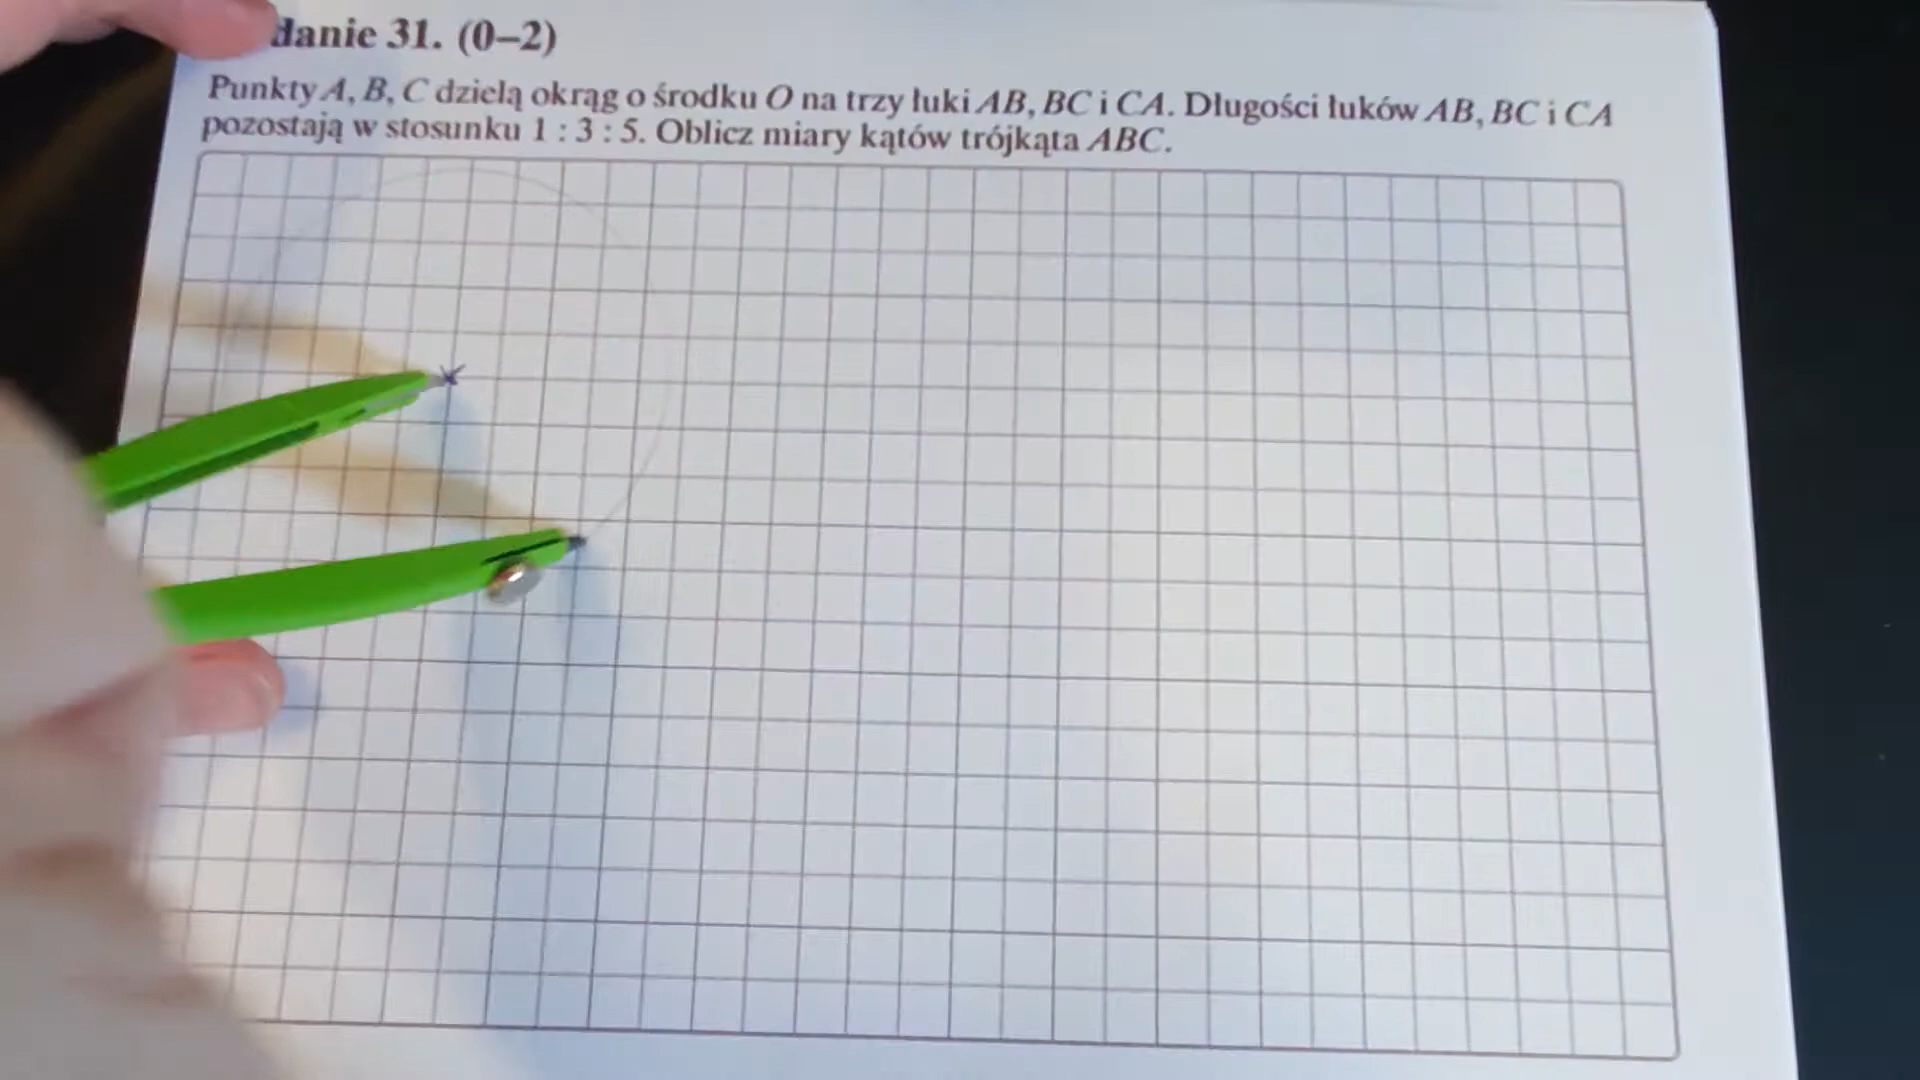 danie 31. (0–2)
Punkty A, B, C dzielą okrąg o środku O na trzy łuki AB, BC i CA. Długości łuków AB, BC i CA
pozostają w stosunku 1 : 3 : 5. Oblicz miary kątów trójkąta ABC.